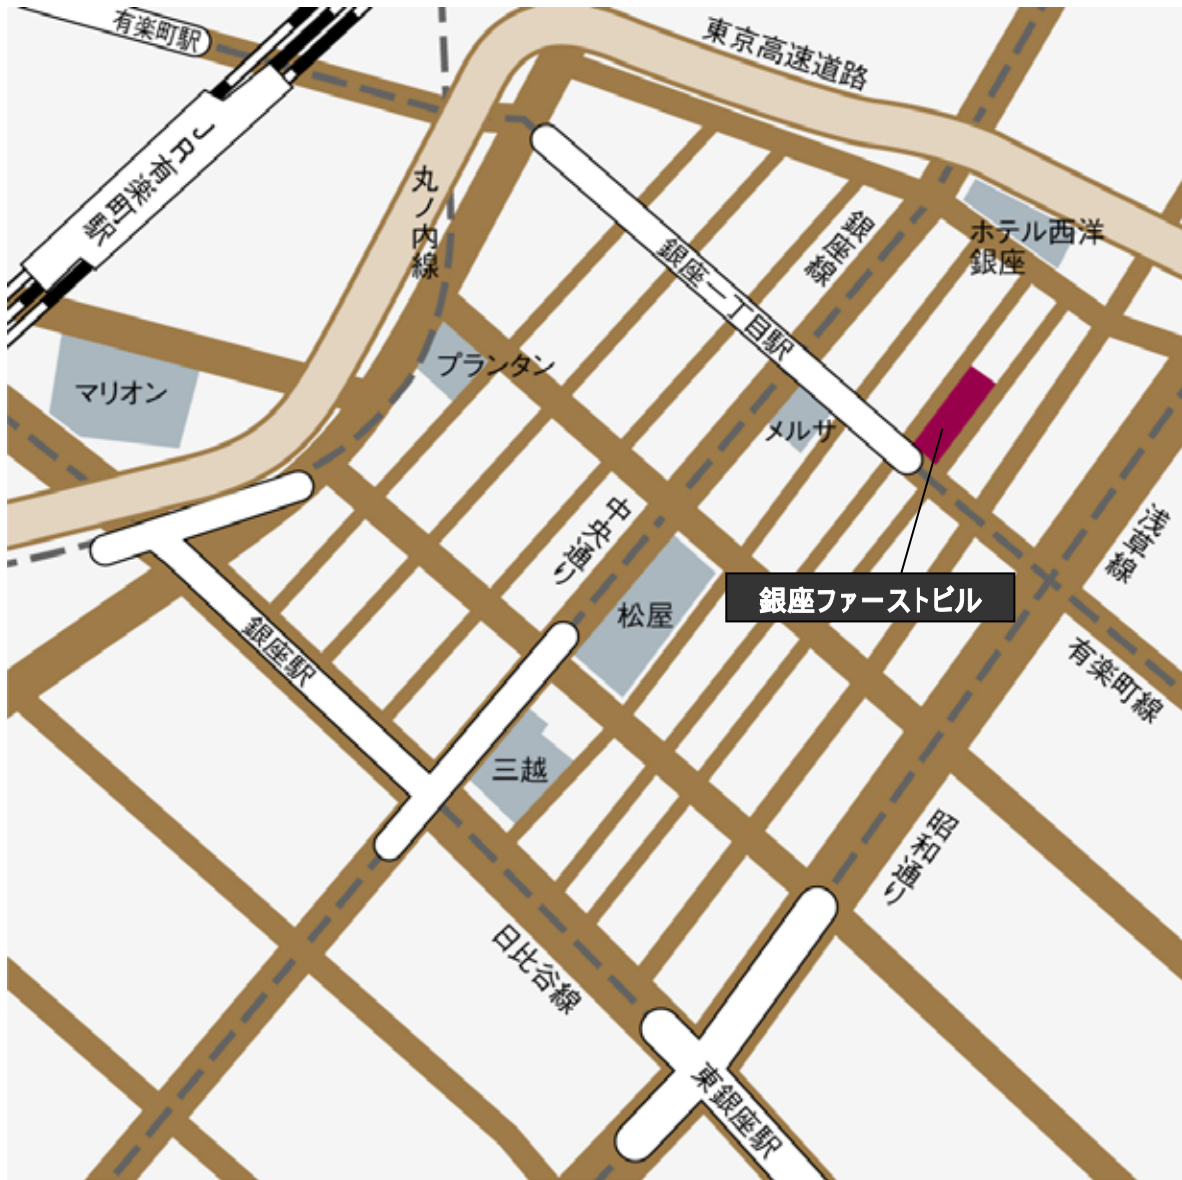 有楽町駅
東京高速道路
JR有楽町駅
丸ノ内線
銀座線
ホテル西洋
銀座
銀座一丁目駅
プランタン
マリオン
メルサ
中央通り
浅草線
銀座ファーストビル
松屋
銀座駅
有楽町線
三越
昭和通り
日比谷線
東銀座駅